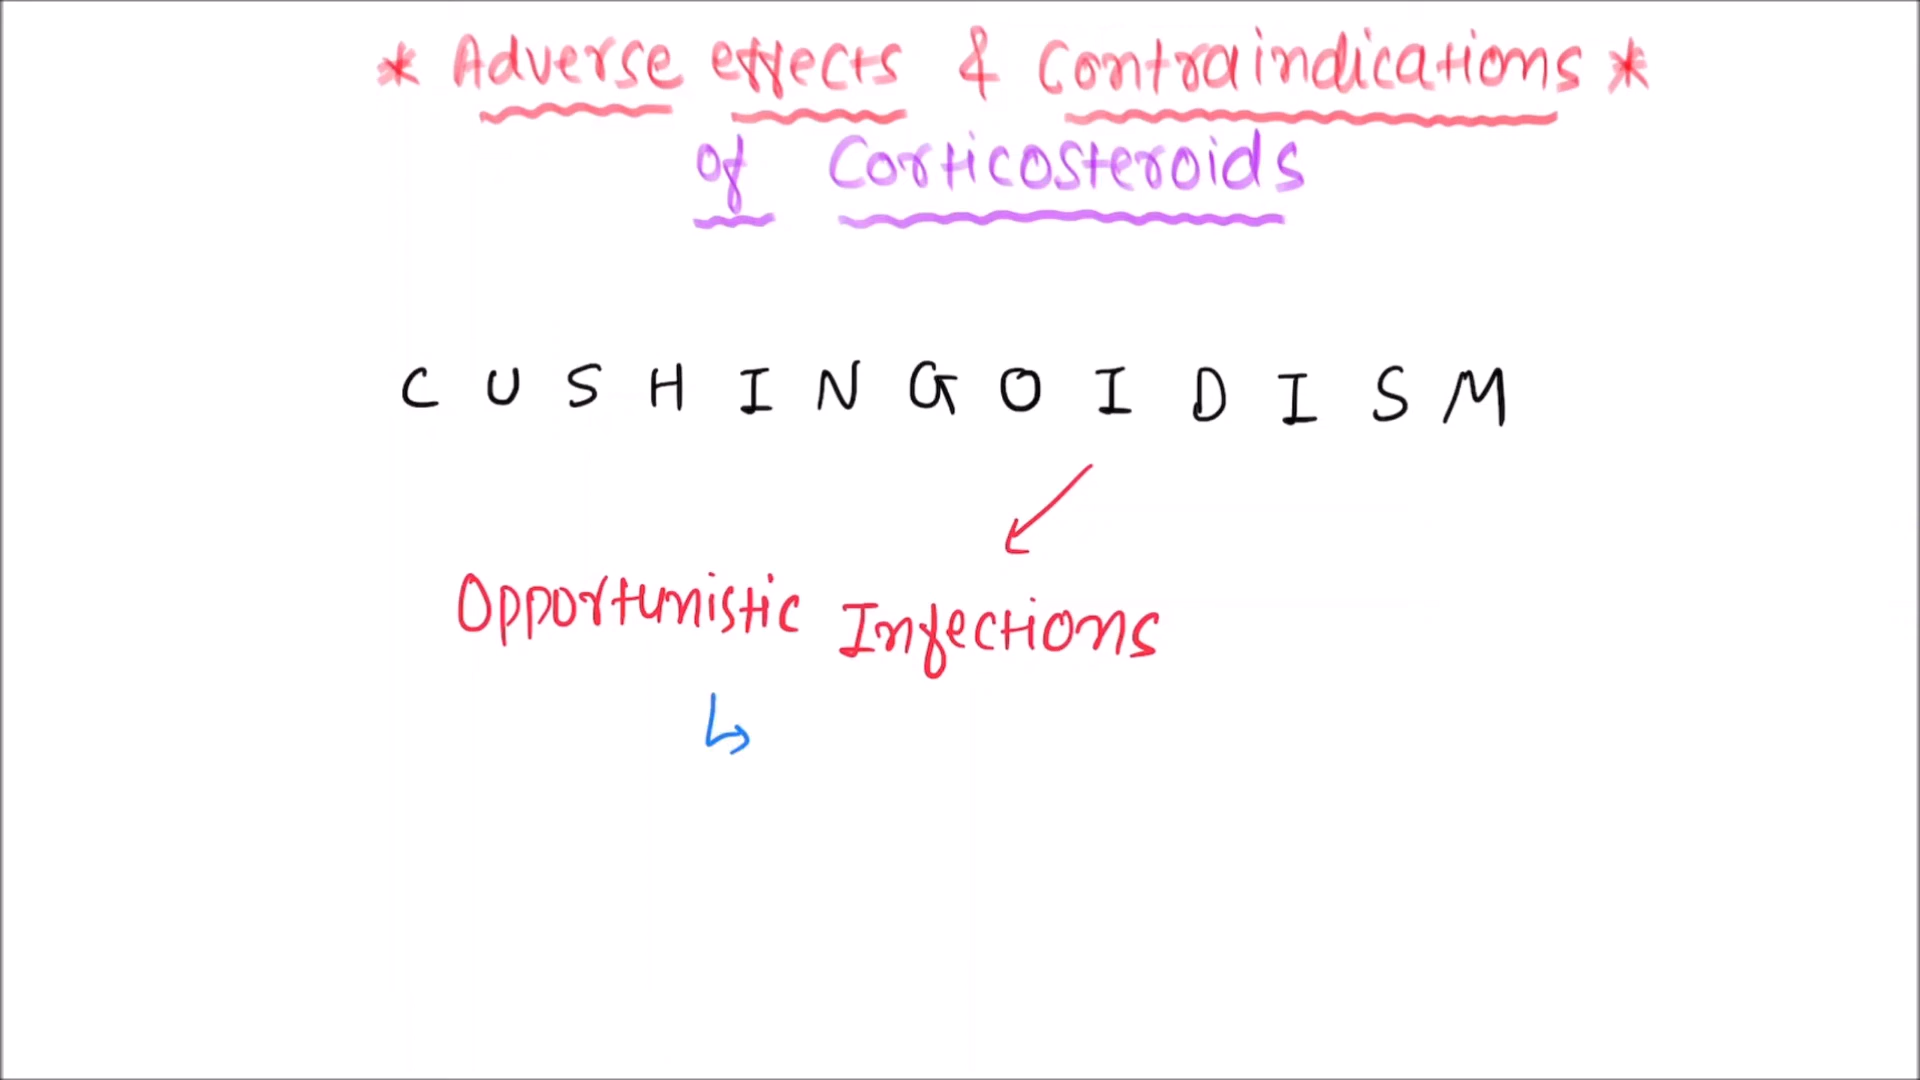 * Adverse effects & Contraindications *
of Corticosteroids
C U S H I N G O I D I S M
Opportunistic Infections